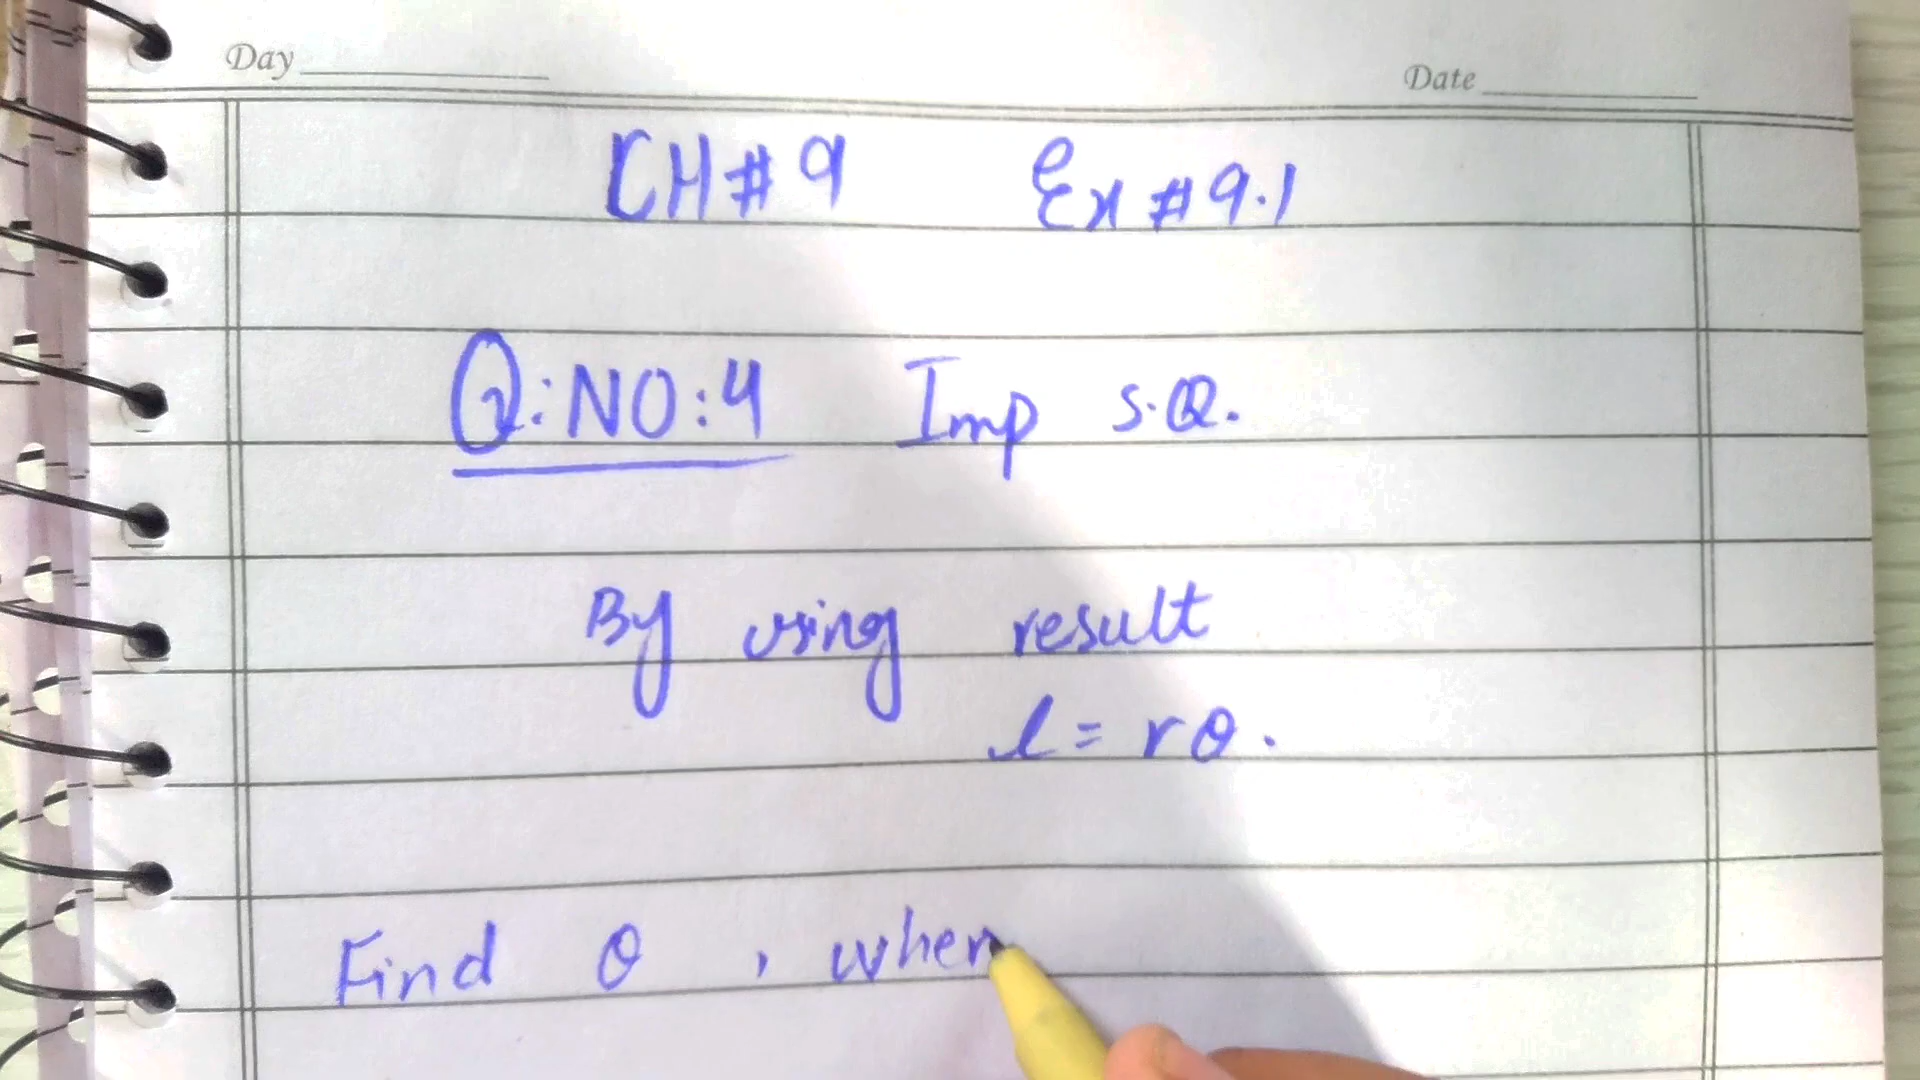 Day
Date
CH#9 Ex#9.1
Q:NO:4 Imp S.Q.
By using result
l = rθ.
Find θ , when